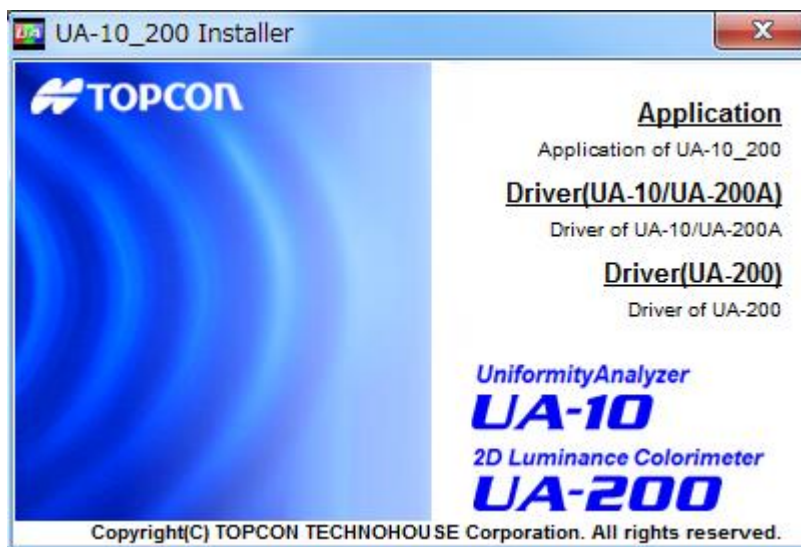 UA UA-10_200 Installer
TOPCON
Application
Application of UA-10_200
Driver(UA-10/UA-200A)
Driver of UA-10/UA-200A
Driver(UA-200)
Driver of UA-200
UniformityAnalyzer
UA-10
2D Luminance Colorimeter
UA-200
Copyright(C) TOPCON TECHNOHOUSE Corporation. All rights reserved.